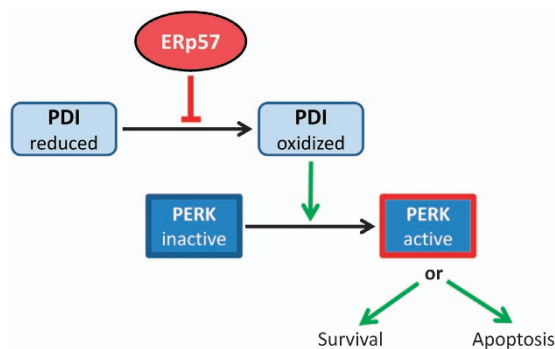 ERp57
PDI
reduced
PDI
oxidized
PERK
inactive
PERK
active
or
Survival
Apoptosis